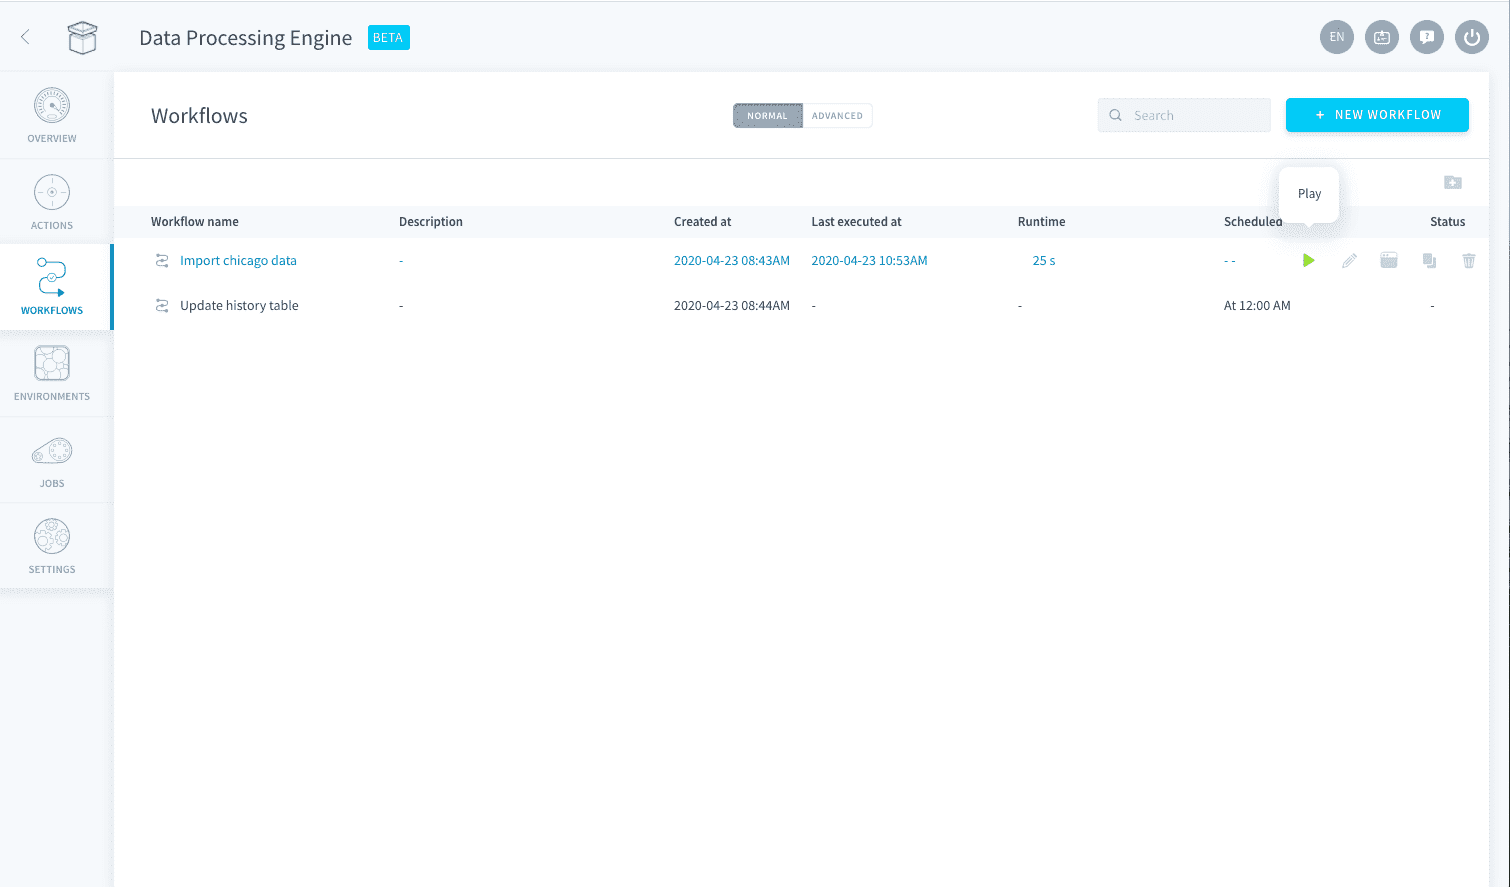 Data Processing Engine BETA
EN
OVERVIEW
ACTIONS
WORKFLOWS
ENVIRONMENTS
JOBS
SETTINGS
Workflows
NORMAL ADVANCED
Search
+ NEW WORKFLOW
Play
Workflow name Description Created at Last executed at Runtime Scheduled Status
Import chicago data - 2020-04-23 08:43AM 2020-04-23 10:53AM 25 s - -
Update history table - 2020-04-23 08:44AM - - At 12:00 AM -